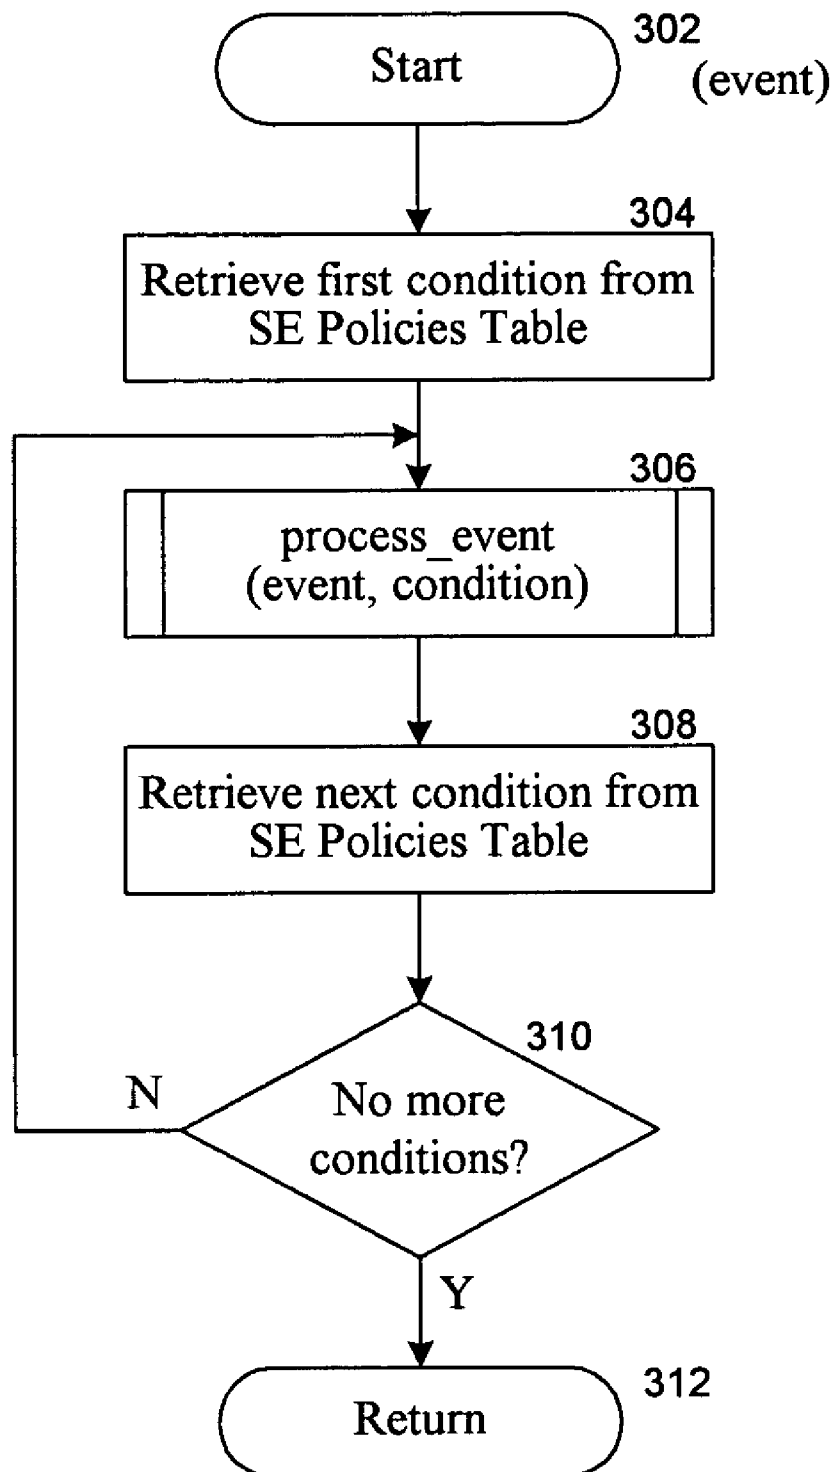 302
Start
(event)
304
Retrieve first condition from
SE Policies Table
306
process_event
(event, condition)
308
Retrieve next condition from
SE Policies Table
310
N
No more
conditions?
Y
312
Return